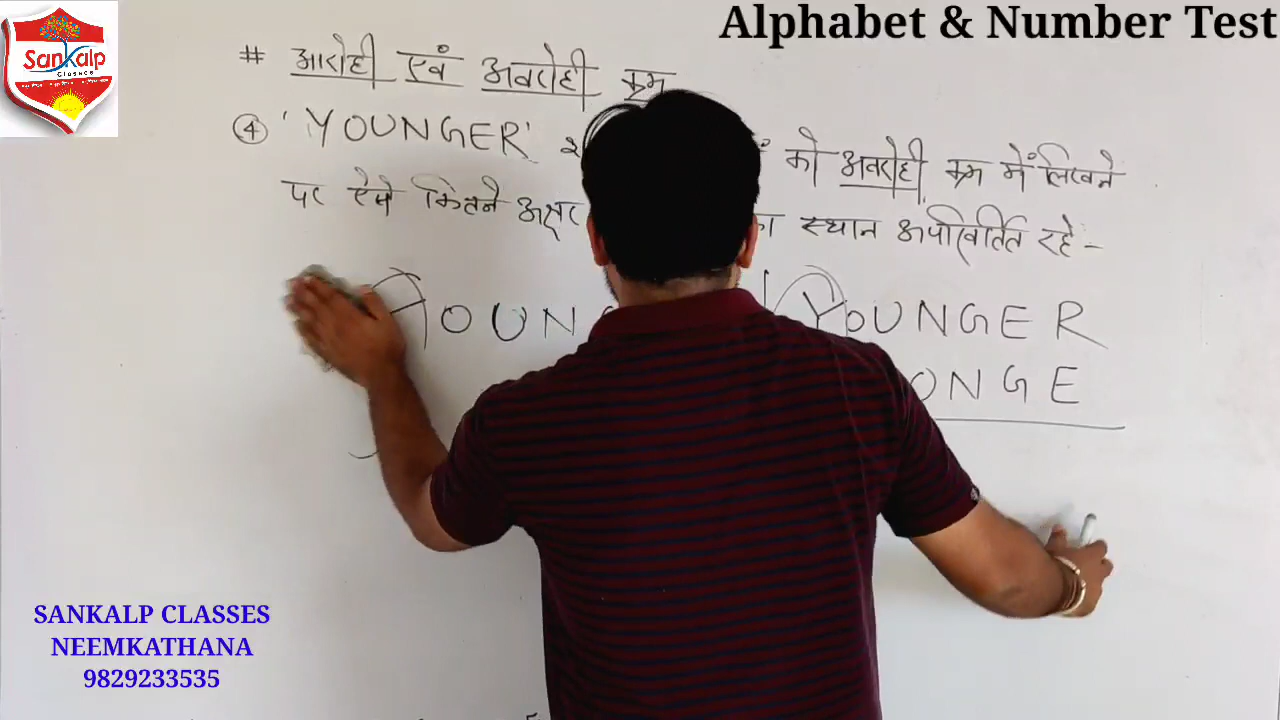 Alphabet & Number Test
Sankalp
Classes
# आरोही एवं अवरोही क्रम
④ 'YOUNGER' को अवरोही क्रम में लिखने
पर ऐसे कितने अक्षर का स्थान अपरिवर्तित रहे -
YOUNGER
OUN
ONGE
SANKALP CLASSES
NEEMKATHANA
9829233535